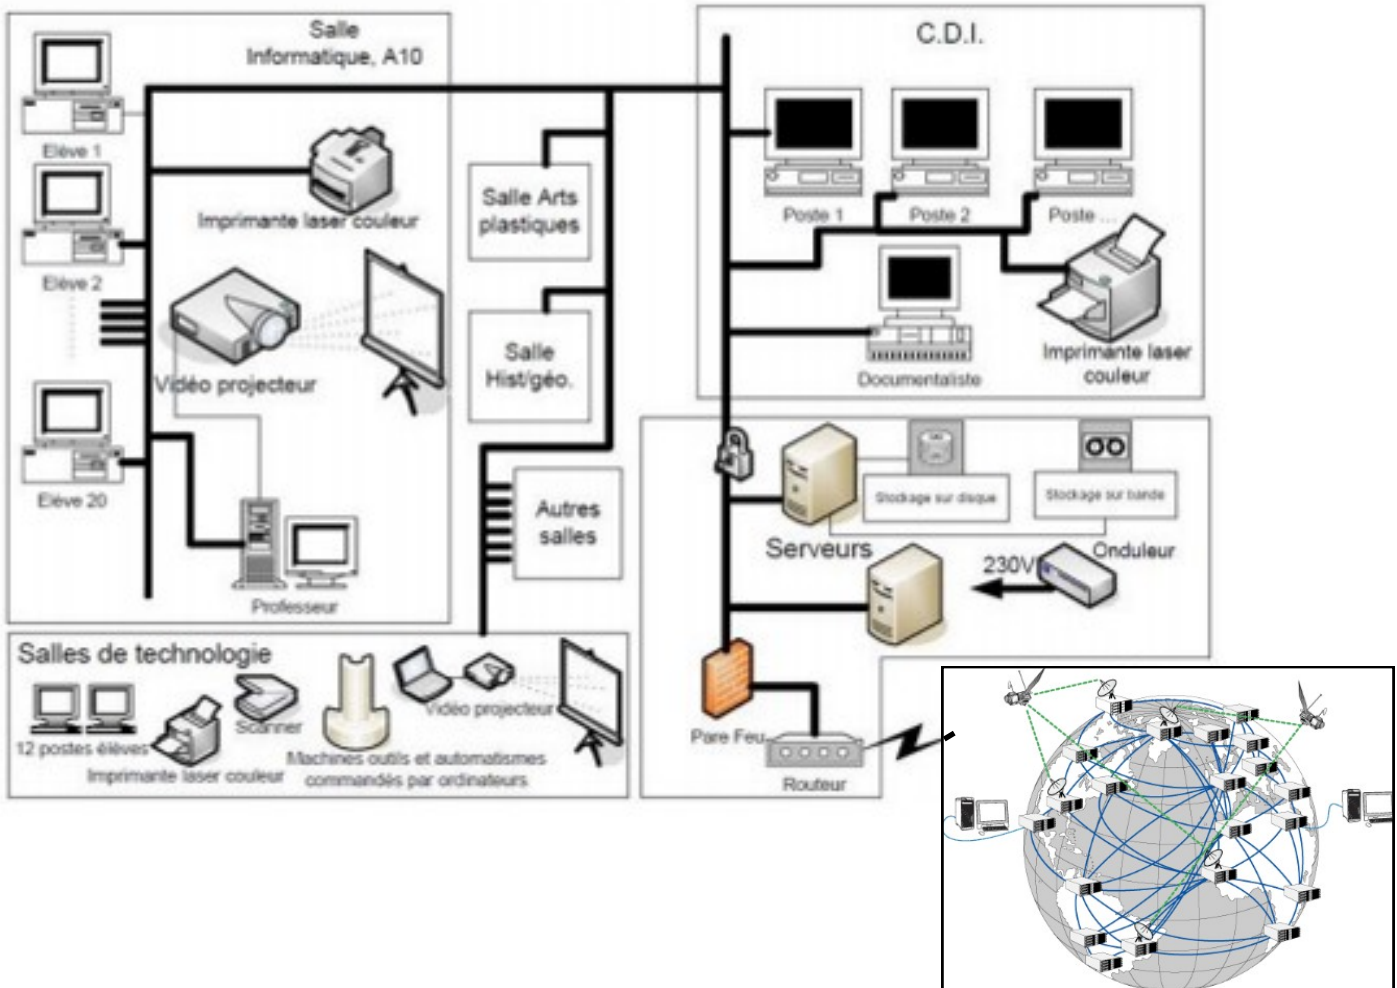 Salle
Informatique, A10
Elève 1
Imprimante laser couleur
Elève 2
Vidéo projecteur
Elève 20
Professeur
Salle Arts
plastiques
Salle
Hist/géo.
Autres
salles
C.D.I.
Poste 1
Poste 2
Poste ...
Documentaliste
Imprimante laser
couleur
Stockage sur disque
Stockage sur bande
Serveurs
230V
Onduleur
Pare Feu
Routeur
Salles de technologie
12 postes élèves
Imprimante laser couleur
Scanner
Machines outils et automatismes
commandés par ordinateurs
Vidéo projecteur